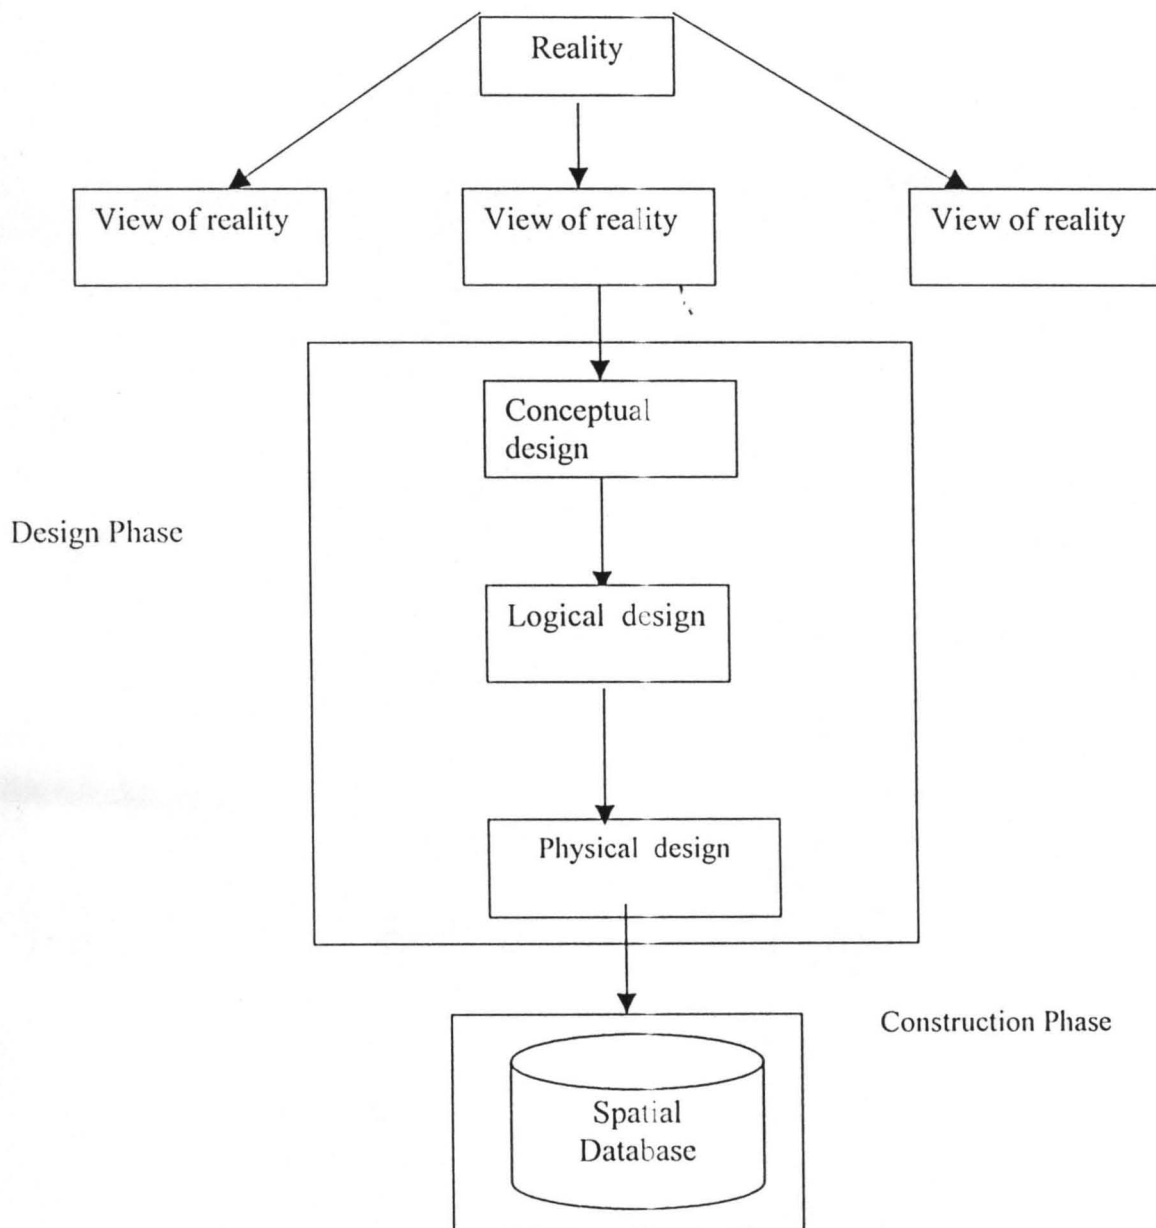 Reality
View of reality
View of reality
View of reality
Conceptual
design
Design Phase
Logical design
Physical design
Construction Phase
Spatial
Database